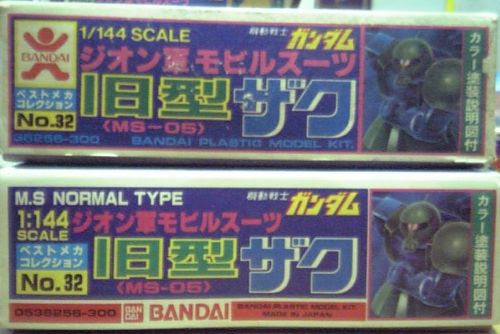 BANDAI
1/144 SCALE
機動戦士 ガンダム
ジオン軍 モビルスーツ
ベストメカ
コレクション
No.32
旧型ザク
〈MS-05〉
36256-300
BANDAI PLASTIC MODEL KIT.
カラー塗装説明図付
M.S NORMAL TYPE
機動戦士 ガンダム
1:144
SCALE
ジオン軍モビルスーツ
ベストメカ
コレクション
No.32
旧型ザク
〈MS-05〉
0536256-300
BANDAI
BANDAI
BANDAI PLASTIC MODEL KIT.
MADE IN JAPAN
カラー塗装説明図付